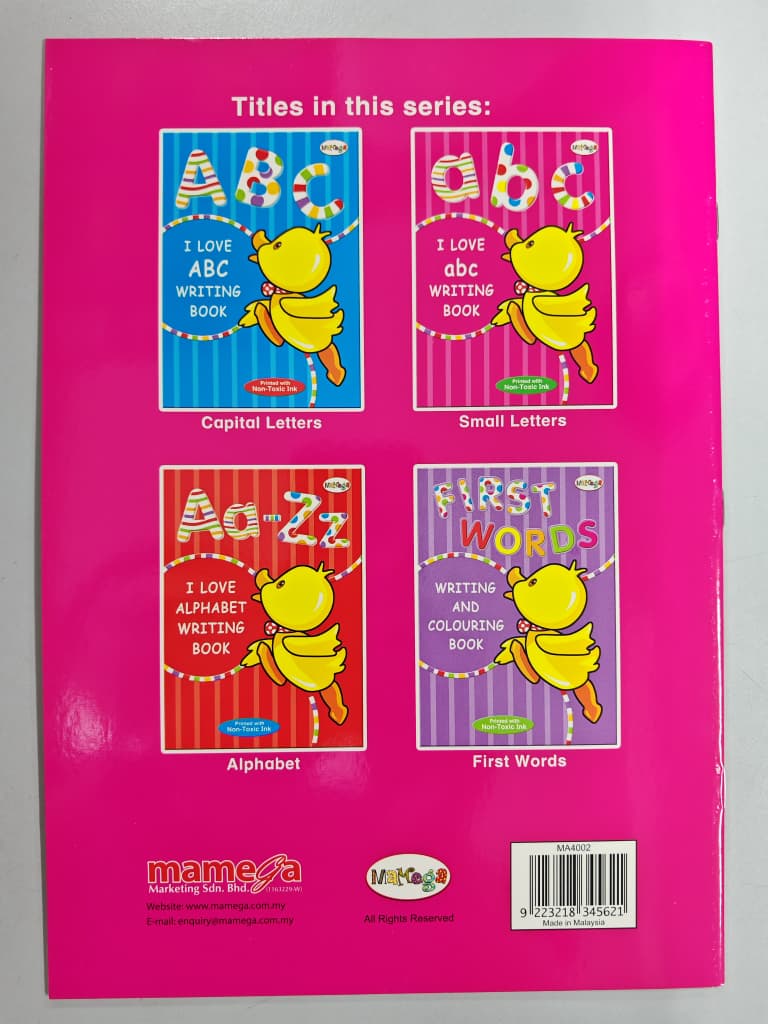 Titles in this series:
ABC
MaMega
I LOVE
ABC
WRITING
BOOK
Printed with
Non-Toxic Ink
Capital Letters
abc
MaMega
I LOVE
abc
WRITING
BOOK
Printed with
Non-Toxic Ink
Small Letters
Aa-Zz
MaMega
I LOVE
ALPHABET
WRITING
BOOK
Printed with
Non-Toxic Ink
Alphabet
FIRST
WORDS
MaMega
WRITING
AND
COLOURING
BOOK
Printed with
Non-Toxic Ink
First Words
mamega
Marketing Sdn. Bhd. (1163229-W)
Website: www.mamega.com.my
E-mail: enquiry@mamega.com.my
MaMega
All Rights Reserved
MA4002
9 223218 345621
Made in Malaysia